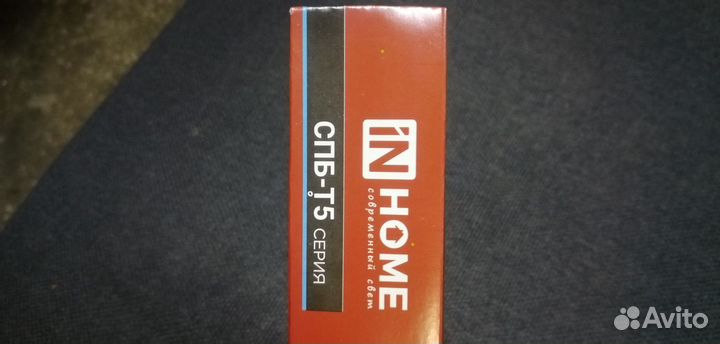 iN HOME
современный свет
СПБ-Т5 СЕРИЯ
Avito